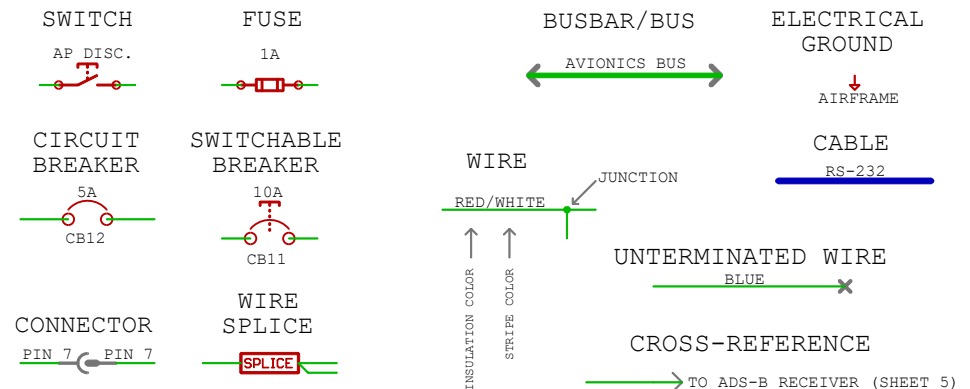 SWITCH
AP DISC.
FUSE
1A
BUSBAR/BUS
AVIONICS BUS
ELECTRICAL
GROUND
AIRFRAME
CIRCUIT
BREAKER
5A
CB12
SWITCHABLE
BREAKER
10A
CB11
WIRE
RED/WHITE
JUNCTION
INSULATION COLOR
STRIPE COLOR
CABLE
RS-232
UNTERMINATED WIRE
BLUE
CONNECTOR
PIN 7 PIN 7
WIRE
SPLICE
SPLICE
CROSS-REFERENCE
TO ADS-B RECEIVER (SHEET 5)